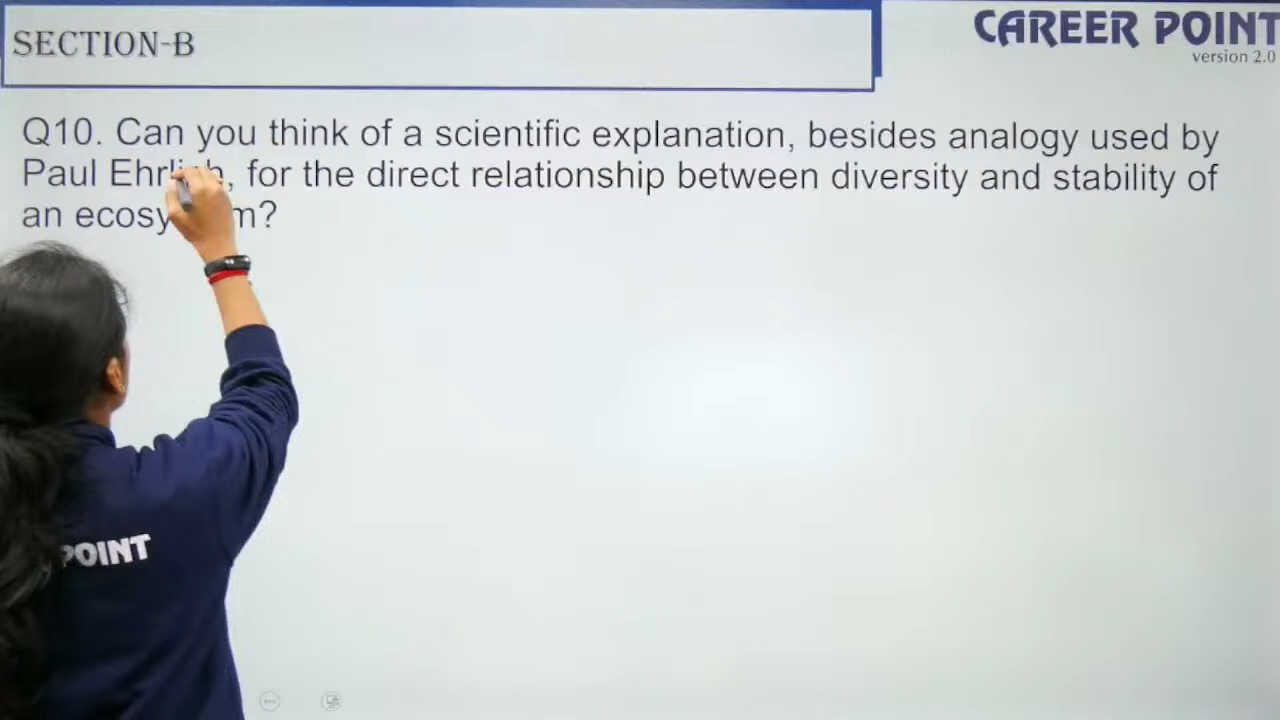 SECTION-B
CAREER POINT
version 2.0
Q10. Can you think of a scientific explanation, besides analogy used by
Paul , for the direct relationship between diversity and stability of
an ?
POINT